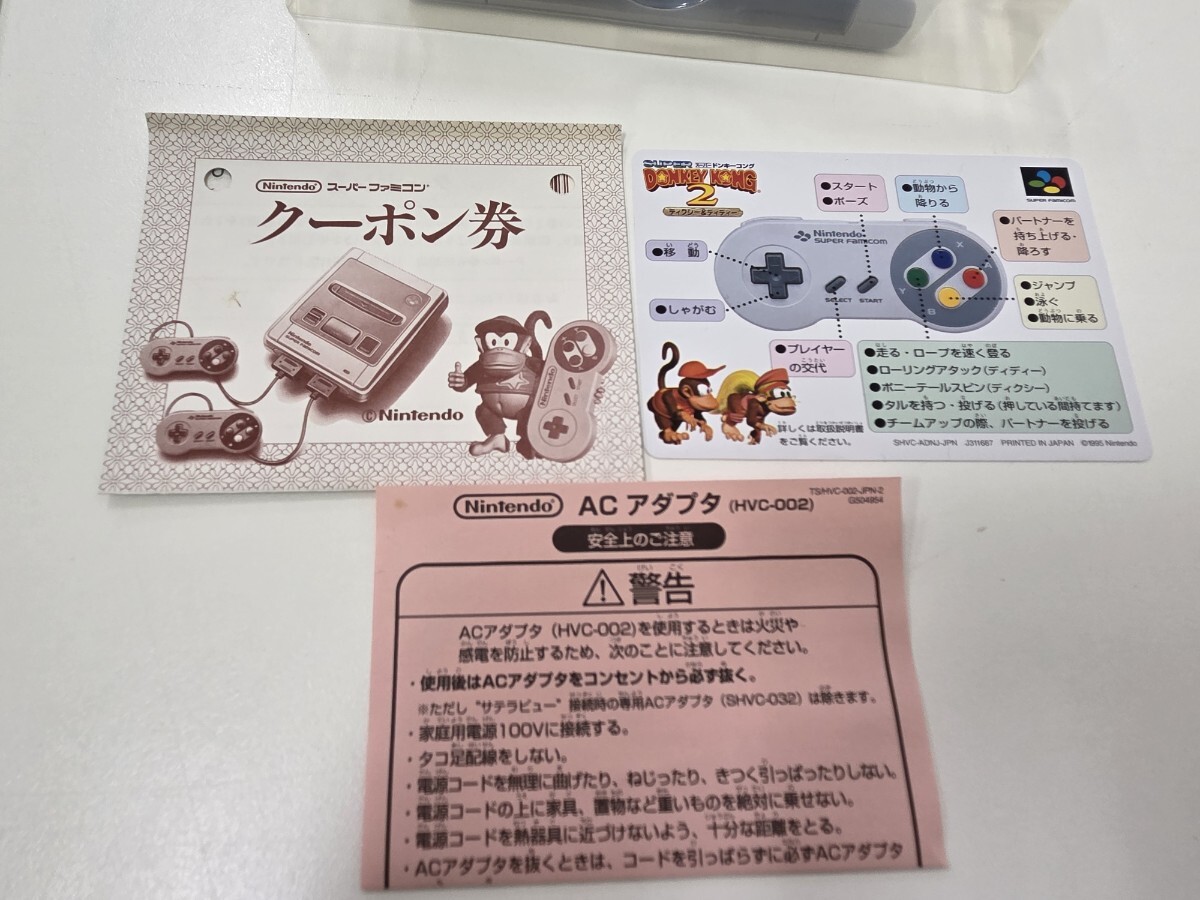 Nintendo スーパーファミコン
クーポン券
©Nintendo
SUPER スーパードンキーコング
DONKEY KONG
2
ディクシー&ディディー
●スタート
●ポーズ
●動物から
降りる
SUPER FAMICOM
●パートナーを
持ち上げる・
降ろす
●移動
Nintendo
SUPER FAMICOM
X
A
Y
B
SELECT
START
●しゃがむ
●ジャンプ
●泳ぐ
●動物に乗る
●プレイヤー
の交代
●走る・ロープを速く登る
●ローリングアタック(ディディー)
●ポニーテールスピン(ディクシー)
●タルを持つ・投げる(押している間持てます)
●チームアップの際、パートナーを投げる
詳しくは取扱説明書
をご覧ください。
SHVC-ADNJ-JPN J311687 PRINTED IN JAPAN ©1995 Nintendo
Nintendo ACアダプタ(HVC-002)
TS/HVC-002-JPN-2
GS04954
安全上のご注意
警告
ACアダプタ(HVC-002)を使用するときは火災や
感電を防止するため、次のことに注意してください。
・使用後はACアダプタをコンセントから必ず抜く。
※ただし"サテラビュー"接続時の専用ACアダプタ(SHVC-032)は除きます。
・家庭用電源100Vに接続する。
・タコ足配線をしない。
・電源コードを無理に曲げたり、ねじったり、きつく引っぱったりしない。
・電源コードの上に家具、置物など重いものを絶対に乗せない。
・電源コードを熱器具に近づけないよう、十分な距離をとる。
・ACアダプタを抜くときは、コードを引っぱらずに必ずACアダプタ